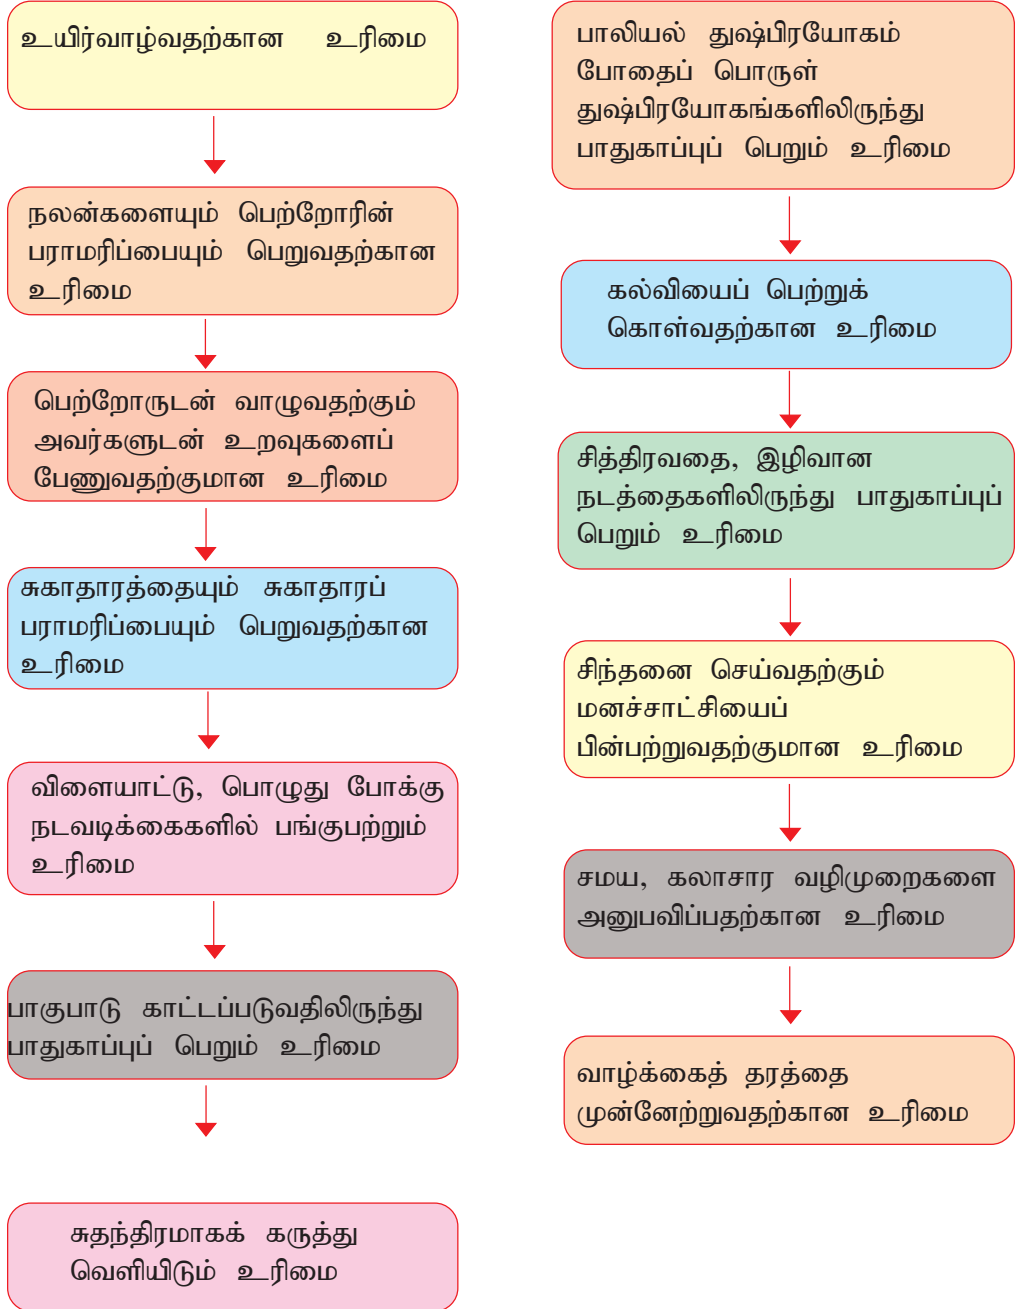 உயிர்வாழ்வதற்கான உரிமை
நலன்களையும் பெற்றோரின்
பராமரிப்பையும் பெறுவதற்கான
உரிமை
பெற்றோருடன் வாழுவதற்கும்
அவர்களுடன் உறவுகளைப்
பேணுவதற்குமான உரிமை
சுகாதாரத்தையும் சுகாதாரப்
பராமரிப்பையும் பெறுவதற்கான
உரிமை
விளையாட்டு, பொழுது போக்கு
நடவடிக்கைகளில் பங்குபற்றும்
உரிமை
பாகுபாடு காட்டப்படுவதிலிருந்து
பாதுகாப்புப் பெறும் உரிமை
சுதந்திரமாகக் கருத்து
வெளியிடும் உரிமை
பாலியல் துஷ்பிரயோகம்
போதைப் பொருள்
துஷ்பிரயோகங்களிலிருந்து
பாதுகாப்புப் பெறும் உரிமை
கல்வியைப் பெற்றுக்
கொள்வதற்கான உரிமை
சித்திரவதை, இழிவான
நடத்தைகளிலிருந்து பாதுகாப்புப்
பெறும் உரிமை
சிந்தனை செய்வதற்கும்
மனச்சாட்சியைப்
பின்பற்றுவதற்குமான உரிமை
சமய, கலாசார வழிமுறைகளை
அனுபவிப்பதற்கான உரிமை
வாழ்க்கைத் தரத்தை
முன்னேற்றுவதற்கான உரிமை